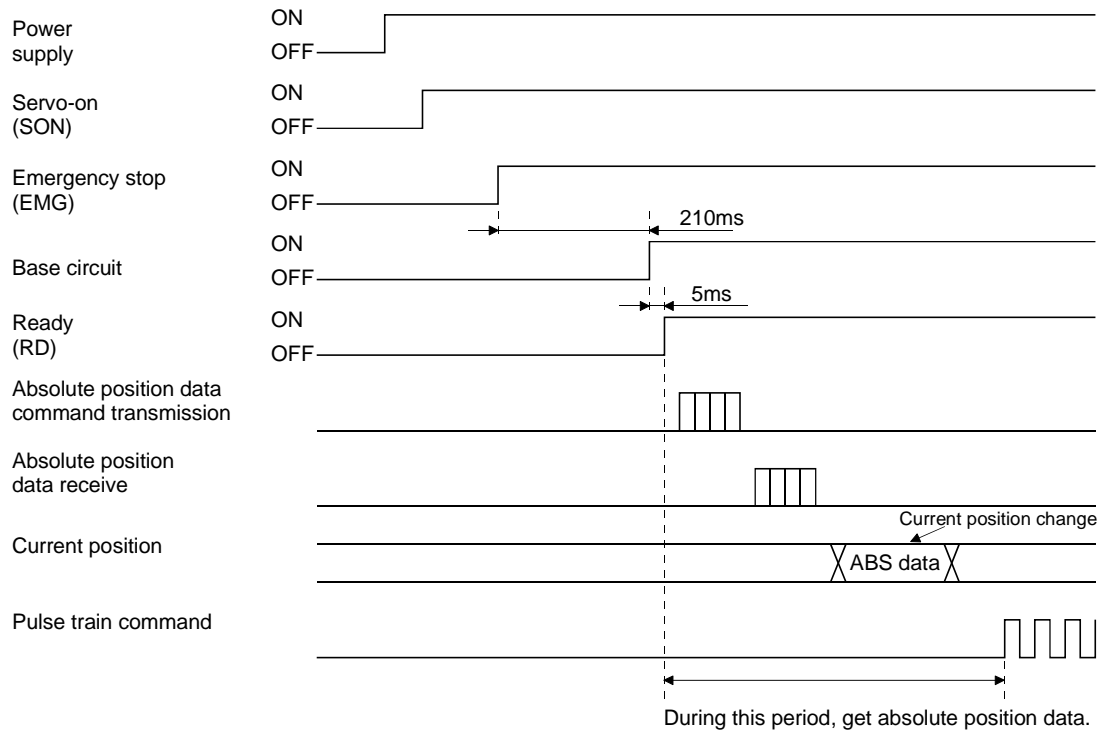 Power
supply
ON
OFF
Servo-on
(SON)
ON
OFF
Emergency stop
(EMG)
ON
OFF
210ms
Base circuit
ON
OFF
5ms
Ready
(RD)
ON
OFF
Absolute position data
command transmission
Absolute position
data receive
Current position change
Current position
ABS data
Pulse train command
During this period, get absolute position data.